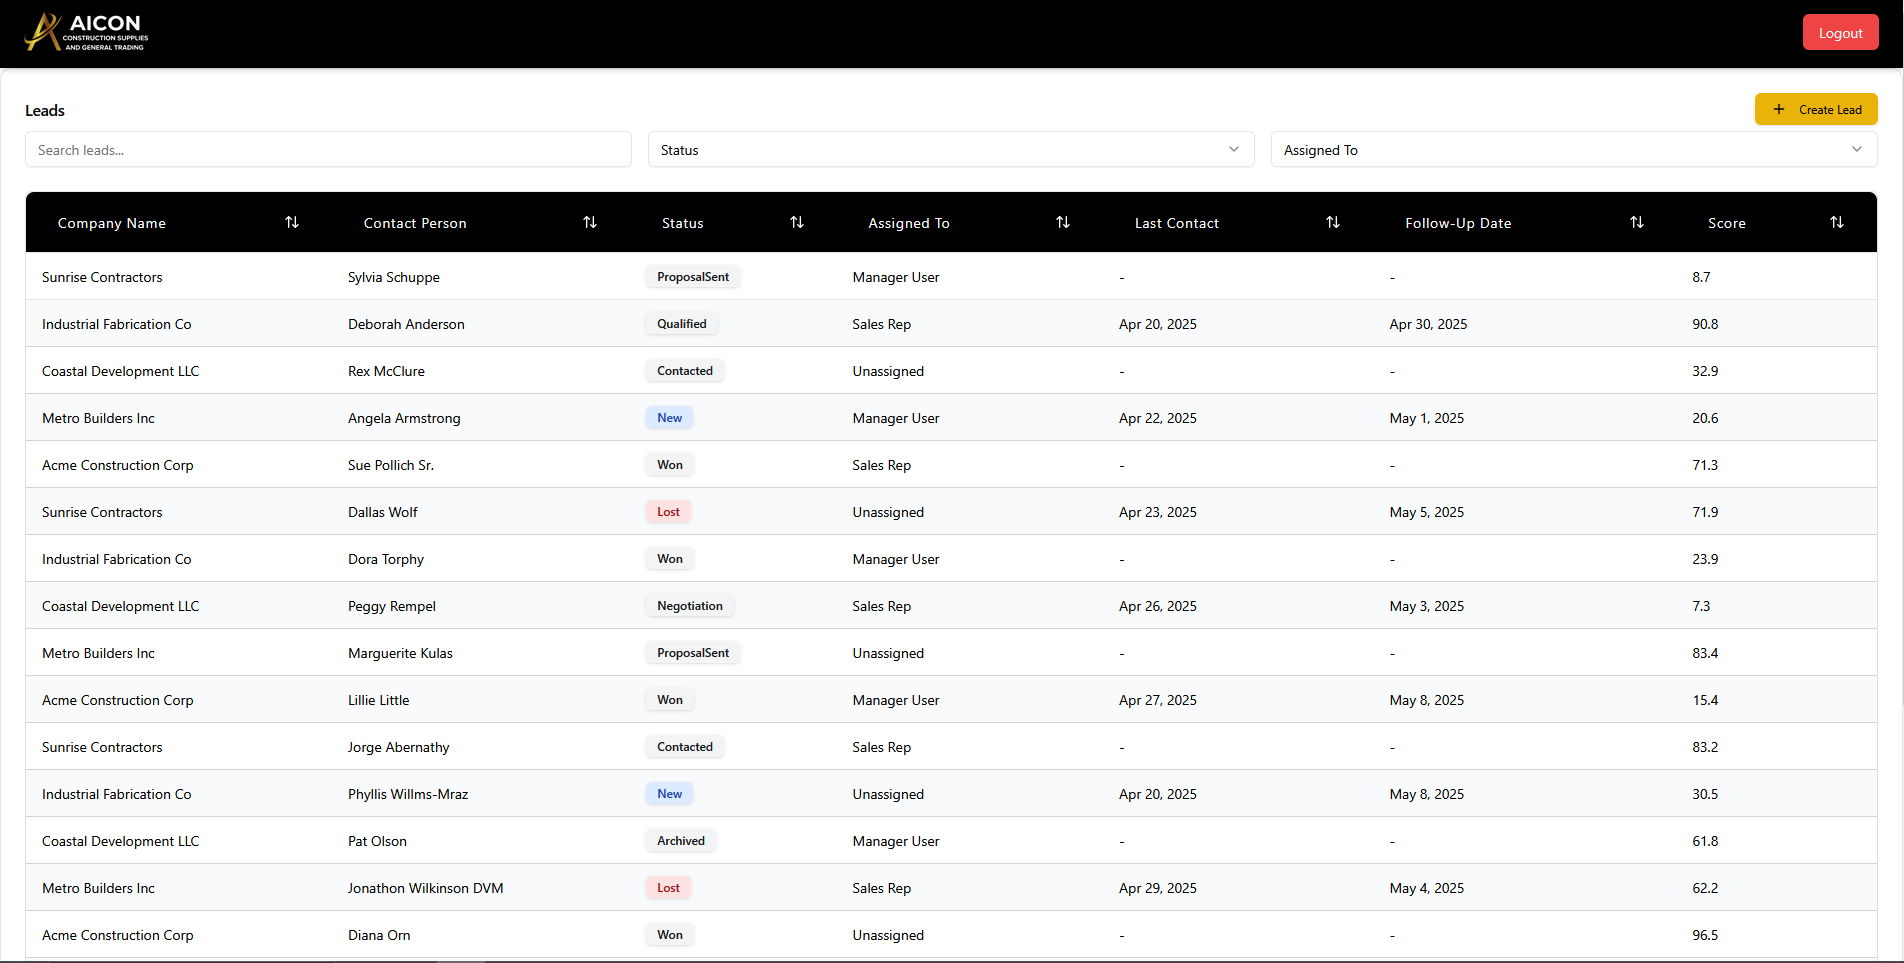 AICON
CONSTRUCTION SUPPLIES
AND GENERAL TRADING
Logout
Leads
Create Lead
Search leads...
Status
Assigned To
Company Name Contact Person Status Assigned To Last Contact Follow-Up Date Score
Sunrise Contractors Sylvia Schuppe ProposalSent Manager User - - 8.7
Industrial Fabrication Co Deborah Anderson Qualified Sales Rep Apr 20, 2025 Apr 30, 2025 90.8
Coastal Development LLC Rex McClure Contacted Unassigned - - 32.9
Metro Builders Inc Angela Armstrong New Manager User Apr 22, 2025 May 1, 2025 20.6
Acme Construction Corp Sue Pollich Sr. Won Sales Rep - - 71.3
Sunrise Contractors Dallas Wolf Lost Unassigned Apr 23, 2025 May 5, 2025 71.9
Industrial Fabrication Co Dora Torphy Won Manager User - - 23.9
Coastal Development LLC Peggy Rempel Negotiation Sales Rep Apr 26, 2025 May 3, 2025 7.3
Metro Builders Inc Marguerite Kulas ProposalSent Unassigned - - 83.4
Acme Construction Corp Lillie Little Won Manager User Apr 27, 2025 May 8, 2025 15.4
Sunrise Contractors Jorge Abernathy Contacted Sales Rep - - 83.2
Industrial Fabrication Co Phyllis Willms-Mraz New Unassigned Apr 20, 2025 May 8, 2025 30.5
Coastal Development LLC Pat Olson Archived Manager User - - 61.8
Metro Builders Inc Jonathon Wilkinson DVM Lost Sales Rep Apr 29, 2025 May 4, 2025 62.2
Acme Construction Corp Diana Orn Won Unassigned - - 96.5